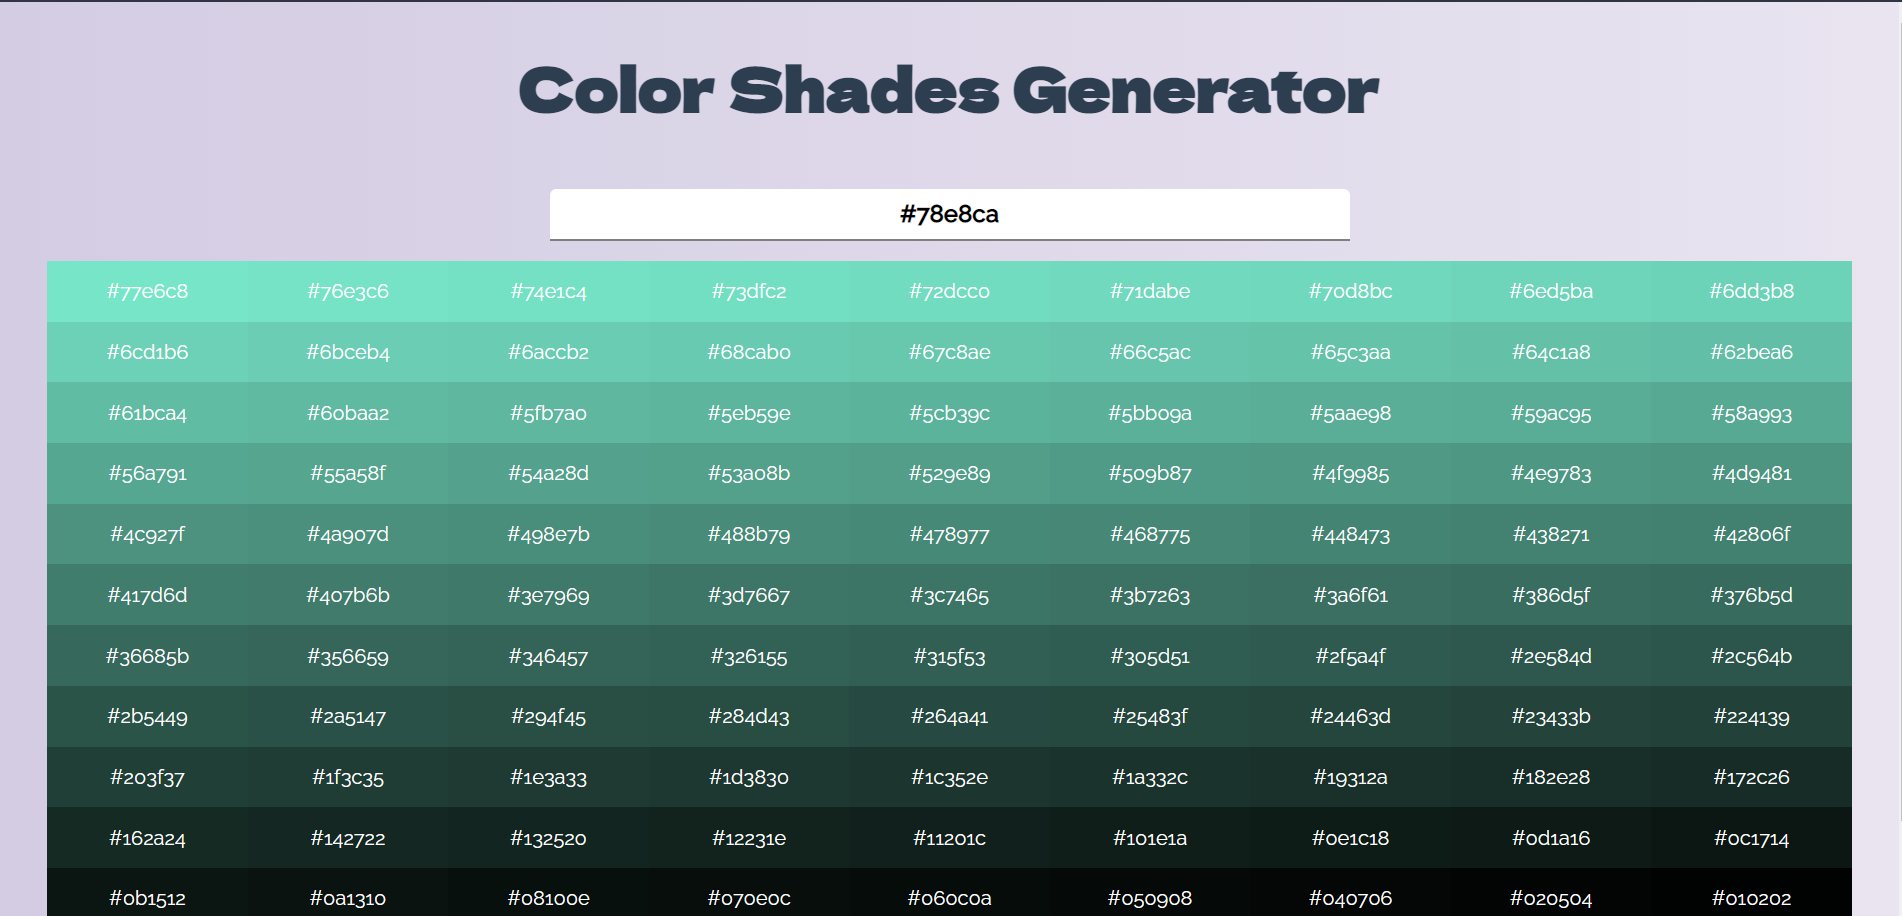 Color Shades Generator
#78e8ca
#77e6c8 #76e3c6 #74e1c4 #73dfc2 #72dcc0 #71dabe #70d8bc #6ed5ba #6dd3b8
#6cd1b6 #6bceb4 #6accb2 #68cab0 #67c8ae #66c5ac #65c3aa #64c1a8 #62bea6
#61bca4 #60baa2 #5fb7a0 #5eb59e #5cb39c #5bb09a #5aae98 #59ac95 #58a993
#56a791 #55a58f #54a28d #53a08b #529e89 #509b87 #4f9985 #4e9783 #4d9481
#4c927f #4a907d #498e7b #488b79 #478977 #468775 #448473 #438271 #42806f
#417d6d #407b6b #3e7969 #3d7667 #3c7465 #3b7263 #3a6f61 #386d5f #376b5d
#36685b #356659 #346457 #326155 #315f53 #305d51 #2f5a4f #2e584d #2c564b
#2b5449 #2a5147 #294f45 #284d43 #264a41 #25483f #24463d #23433b #224139
#203f37 #1f3c35 #1e3a33 #1d3830 #1c352e #1a332c #19312a #182e28 #172c26
#162a24 #142722 #132520 #12231e #11201c #101e1a #0e1c18 #0d1a16 #0c1714
#0b1512 #0a1310 #08100e #070e0c #060c0a #050908 #040706 #020504 #010202